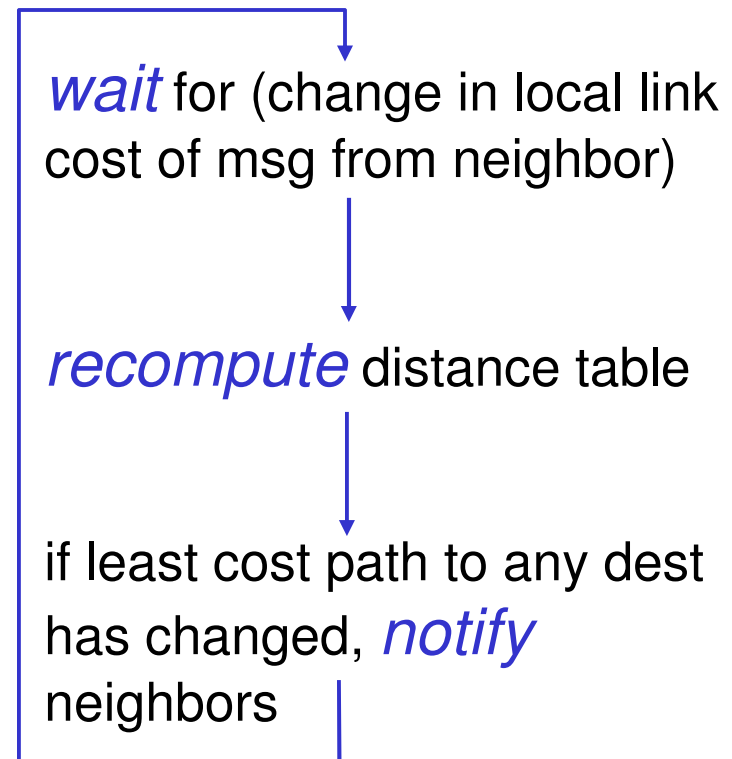 wait for (change in local link
cost of msg from neighbor)
recompute distance table
if least cost path to any dest
has changed, notify
neighbors